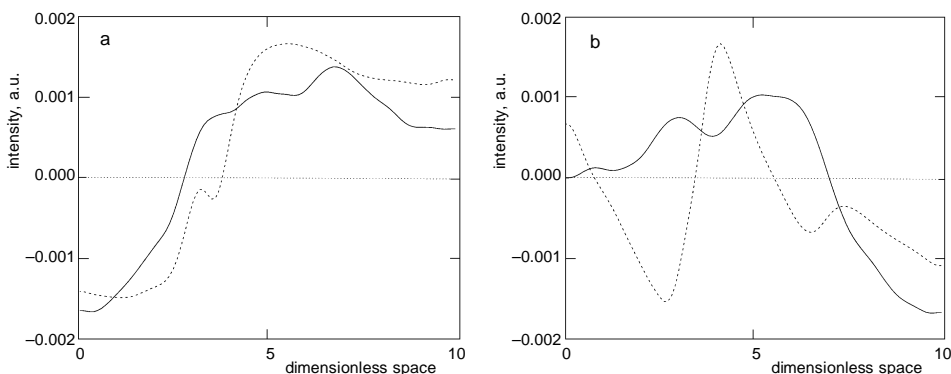 a
0.002
0.001
0.000
–0.001
–0.002
intensity, a.u.
0
5
10
dimensionless space
b
0.002
0.001
0.000
–0.001
–0.002
intensity, a.u.
0
5
10
dimensionless space